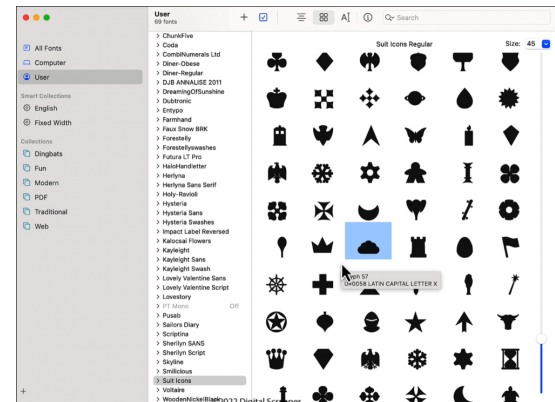 User
69 fonts
Search
All Fonts
Computer
User
Smart Collections
English
Fixed Width
Collections
Dingbats
Fun
Modern
PDF
Traditional
Web
ChunkFive
Coda
CombiNumerals Ltd
Diner-Obese
Diner-Regular
DJB ANNALISE 2011
DreamingOfSunshine
Dubtronic
Entypo
Farmhand
Faux Snow BRK
Forestelly
Forestellyswashes
Futura LT Pro
HaloHandletter
Herlyna
Herlyna Sans Serif
Holy-Ravioli
Hysteria
Hysteria Sans
Hysteria Swashes
Impact Label Reversed
Kalocsai Flowers
Kayleight
Kayleight Sans
Kayleight Swash
Lovely Valentine Sans
Lovely Valentine Script
Lovestory
PT Mono Off
Pusab
Sailors Diary
Scriptina
Sherilyn SANS
Sherilyn Script
Skyline
Smilicious
Suit Icons
Voltaire
Suit Icons Regular
Size: 45
57
0x0058 LATIN CAPITAL LETTER X
Digital Scrapper